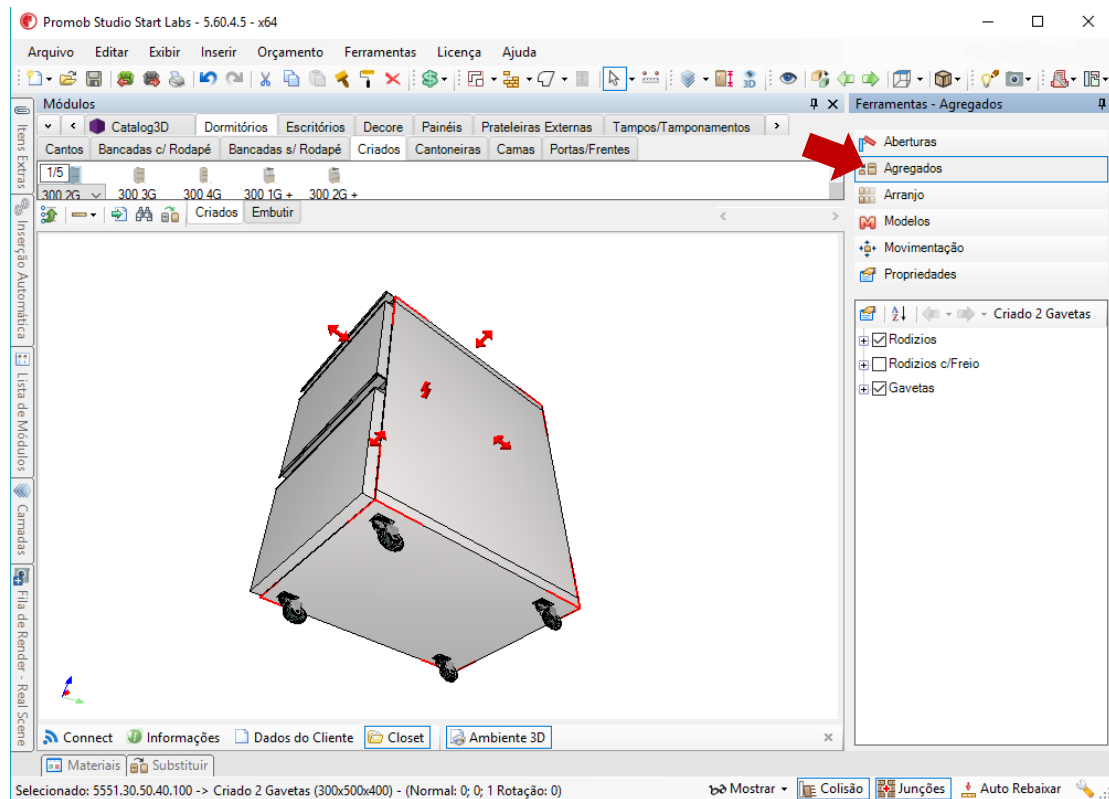 Promob Studio Start Labs - 5.60.4.5 - x64
Arquivo Editar Exibir Inserir Orçamento Ferramentas Licença Ajuda
Módulos
Catalog3D Dormitórios Escritórios Decore Painéis Prateleiras Externas Tampos/Tamponamentos
Cantos Bancadas c/ Rodapé Bancadas s/ Rodapé Criados Cantoneiras Camas Portas/Frentes
1/5
300 2G 300 3G 300 4G 300 1G + 300 2G +
Criados Embutir
Itens Extras
Inserção Automática
Lista de Módulos
Camadas
Fila de Render - Real Scene
Ferramentas - Agregados
Aberturas
Agregados
Arranjo
Modelos
Movimentação
Propriedades
Criado 2 Gavetas
Rodizios
Rodizios c/Freio
Gavetas
Connect Informações Dados do Cliente Closet Ambiente 3D
Materiais Substituir
Selecionado: 5551.30.50.40.100 -> Criado 2 Gavetas (300x500x400) - (Normal: 0; 0; 1 Rotação: 0) Mostrar Colisão Junções Auto Rebaixar